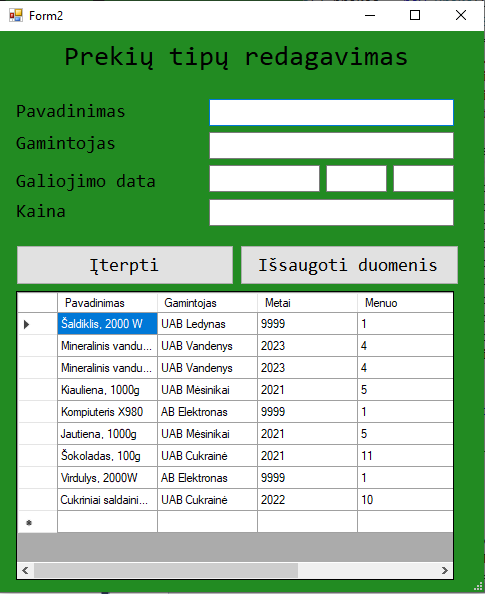 Form2
Prekių tipų redagavimas
Pavadinimas
Gamintojas
Galiojimo data
Kaina
Įterpti Išsaugoti duomenis
Pavadinimas Gamintojas Metai Menuo
Šaldiklis, 2000 W UAB Ledynas 9999 1
Mineralinis vandu... UAB Vandenys 2023 4
Mineralinis vandu... UAB Vandenys 2023 4
Kiauliena, 1000g UAB Mėsinikai 2021 5
Kompiuteris X980 AB Elektronas 9999 1
Jautiena, 1000g UAB Mėsinikai 2021 5
Šokoladas, 100g UAB Cukrainė 2021 11
Virdulys, 2000W AB Elektronas 9999 1
Cukriniai saldaini... UAB Cukrainė 2022 10